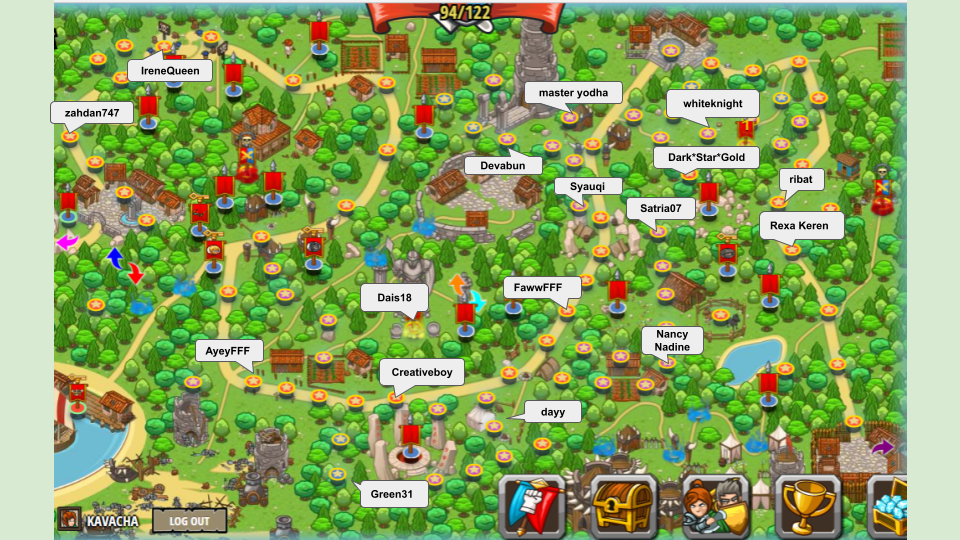 94/122
IreneQueen
master yodha
whiteknight
zahdan747
Devabun
Dark*Star*Gold
Syauqi
ribat
Satria07
Rexa Keren
Dais18
FawwFFF
Nancy
Nadine
AyeyFFF
Creativeboy
dayy
Green31
KAVACHA
LOG OUT